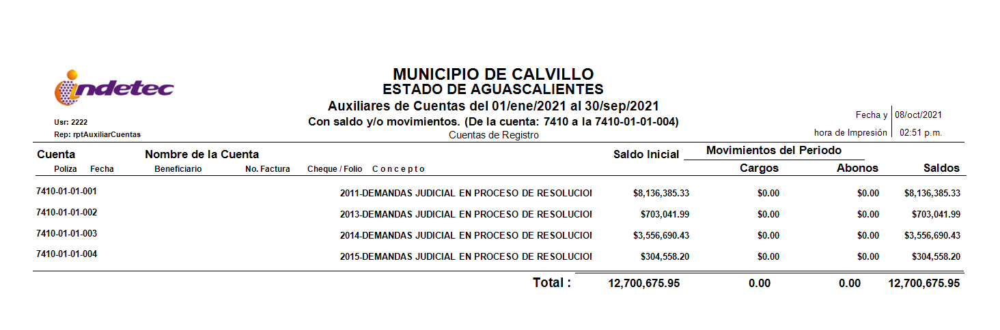 indetec
MUNICIPIO DE CALVILLO
ESTADO DE AGUASCALIENTES
Auxiliares de Cuentas del 01/ene/2021 al 30/sep/2021
Usr: 2222
Con saldo y/o movimientos. (De la cuenta: 7410 a la 7410-01-01-004)
Fecha y 08/oct/2021
Rep: rptAuxiliarCuentas
Cuentas de Registro
hora de Impresión 02:51 p.m.
Cuenta Nombre de la Cuenta Saldo Inicial Movimientos del Periodo
Poliza Fecha Beneficiario No. Factura Cheque / Folio Concepto Cargos Abonos Saldos
7410-01-01-001 2011-DEMANDAS JUDICIAL EN PROCESO DE RESOLUCIOI $8,136,385.33 $0.00 $0.00 $8,136,385.33
7410-01-01-002 2013-DEMANDAS JUDICIAL EN PROCESO DE RESOLUCIOI $703,041.99 $0.00 $0.00 $703,041.99
7410-01-01-003 2014-DEMANDAS JUDICIAL EN PROCESO DE RESOLUCIOI $3,556,690.43 $0.00 $0.00 $3,556,690.43
7410-01-01-004 2015-DEMANDAS JUDICIAL EN PROCESO DE RESOLUCIOI $304,558.20 $0.00 $0.00 $304,558.20
Total : 12,700,675.95 0.00 0.00 12,700,675.95